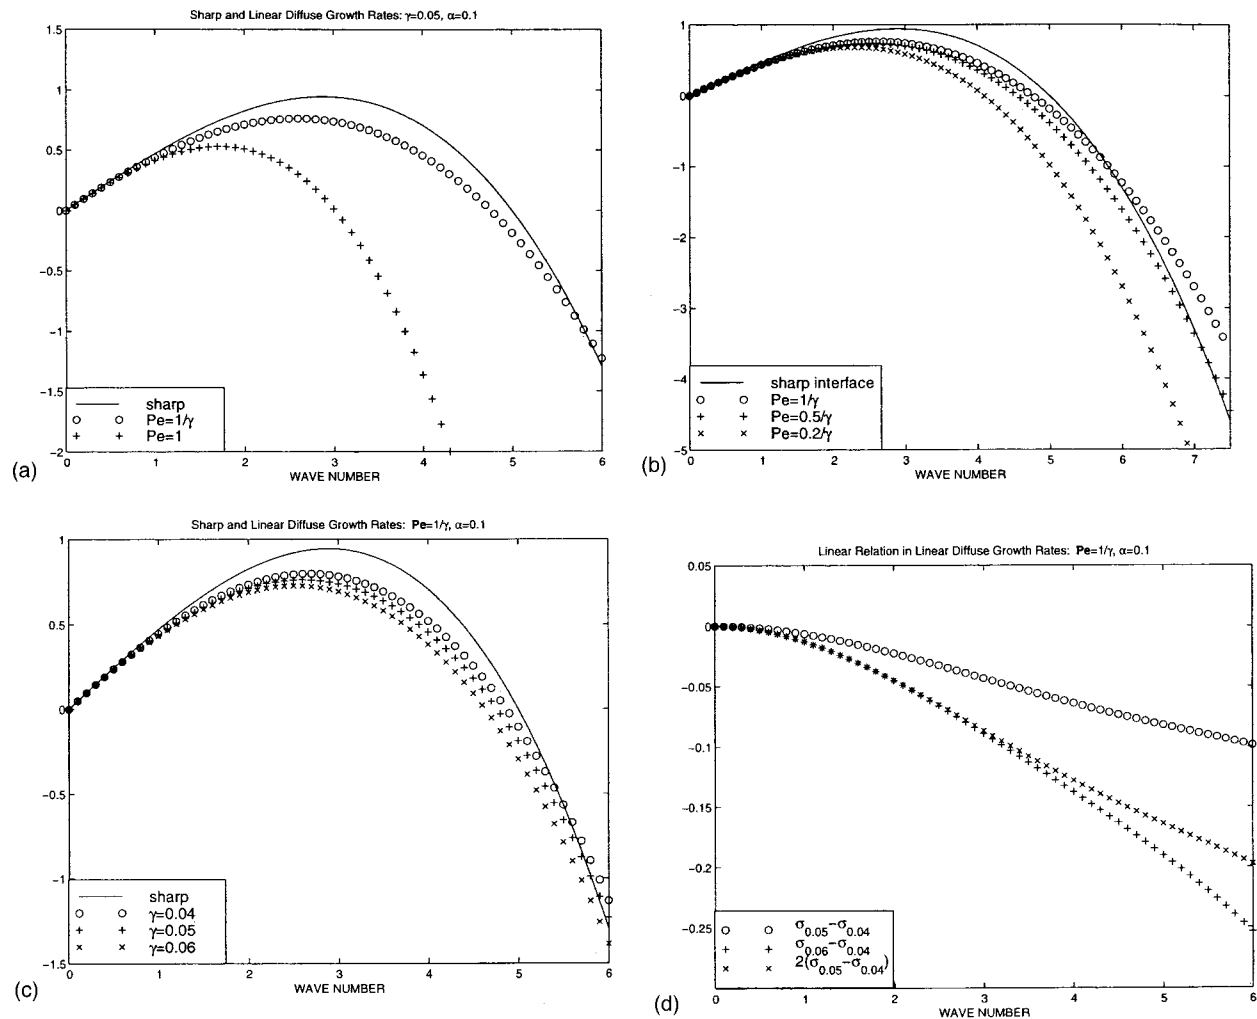 Sharp and Linear Diffuse Growth Rates: γ=0.05, α=0.1
1.5
1
0.5
0
−0.5
−1
−1.5
−2
0 1 2 3 4 5 6
WAVE NUMBER
sharp
Pe=1/γ
Pe=1
(a)
1
0
−1
−2
−3
−4
−5
0 1 2 3 4 5 6 7
WAVE NUMBER
sharp interface
Pe=1/γ
Pe=0.5/γ
Pe=0.2/γ
(b)
Sharp and Linear Diffuse Growth Rates: Pe=1/γ, α=0.1
1
0.5
0
−0.5
−1
−1.5
0 1 2 3 4 5 6
WAVE NUMBER
sharp
γ=0.04
γ=0.05
γ=0.06
(c)
Linear Relation in Linear Diffuse Growth Rates: Pe=1/γ, α=0.1
0.05
0
−0.05
−0.1
−0.15
−0.2
−0.25
0 1 2 3 4 5 6
WAVE NUMBER
σ0.05−σ0.04
σ0.06−σ0.04
2(σ0.05−σ0.04)
(d)